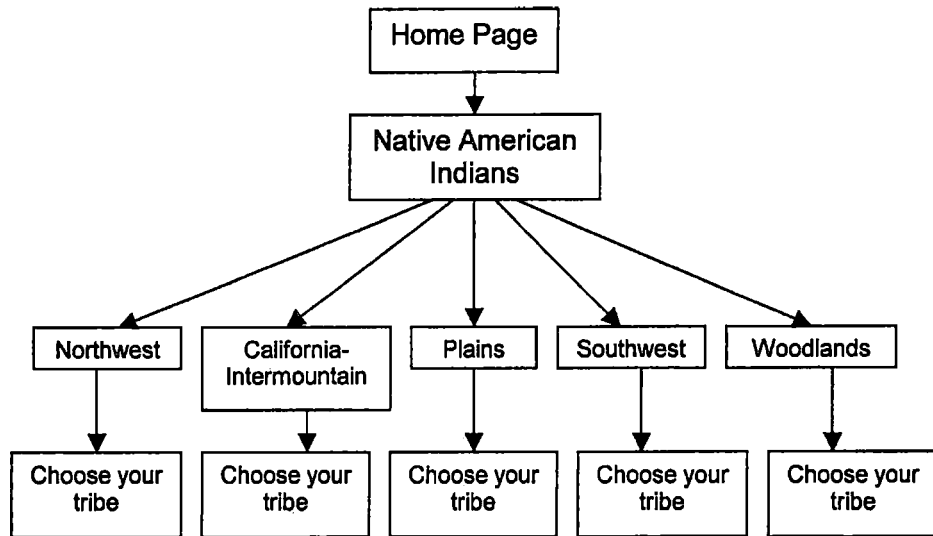 Home Page
Native American
Indians
Northwest
California-
Intermountain
Plains
Southwest
Woodlands
Choose your
tribe
Choose your
tribe
Choose your
tribe
Choose your
tribe
Choose your
tribe